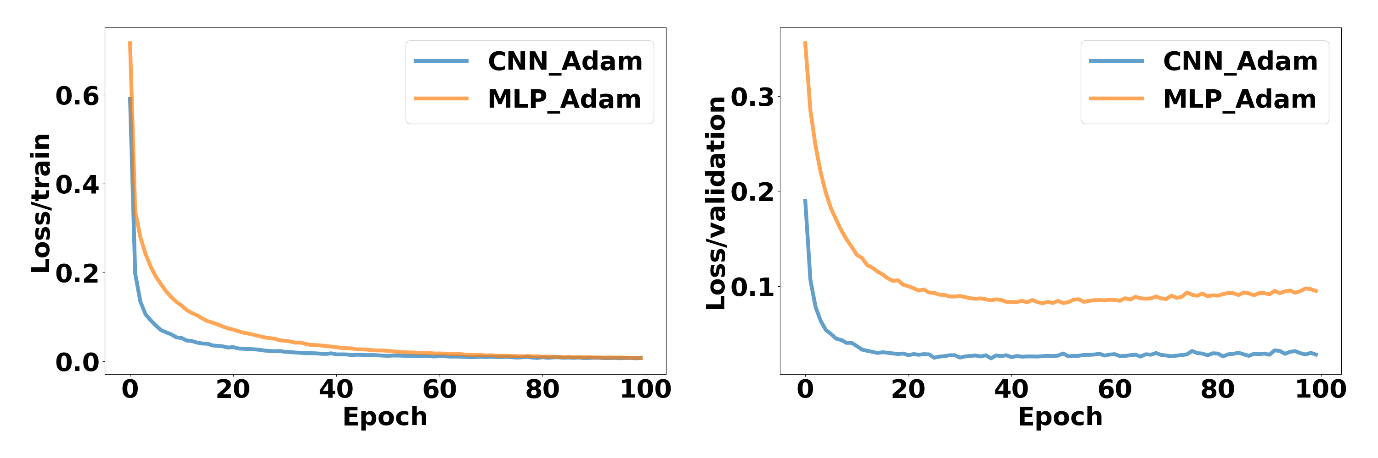 Loss/train
0.6
0.4
0.2
0.0
0 20 40 60 80 100
Epoch
CNN_Adam
MLP_Adam
Loss/validation
0.3
0.2
0.1
0 20 40 60 80 100
Epoch
CNN_Adam
MLP_Adam